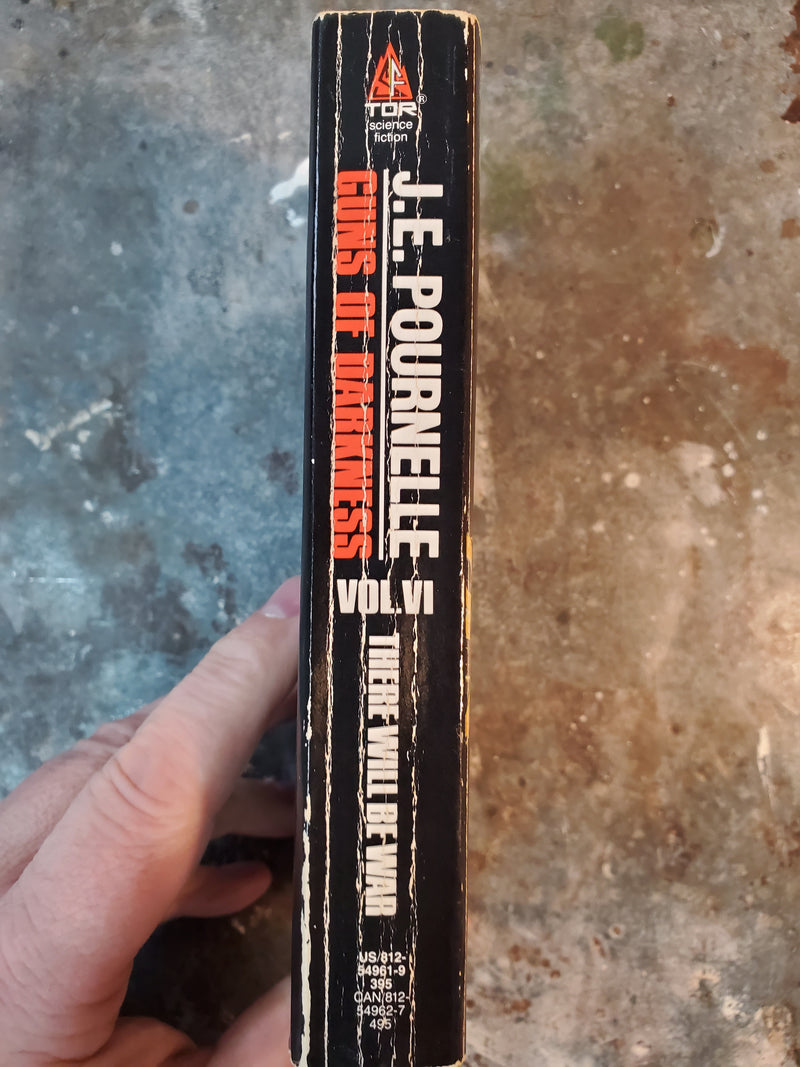 SF
TOR®
science
fiction
J.E. POURNELLE
GUNS OF DARKNESS
VOL.VI
THERE WILL BE WAR
US/812-
54961-9
395
CAN/812-
54962-7
495